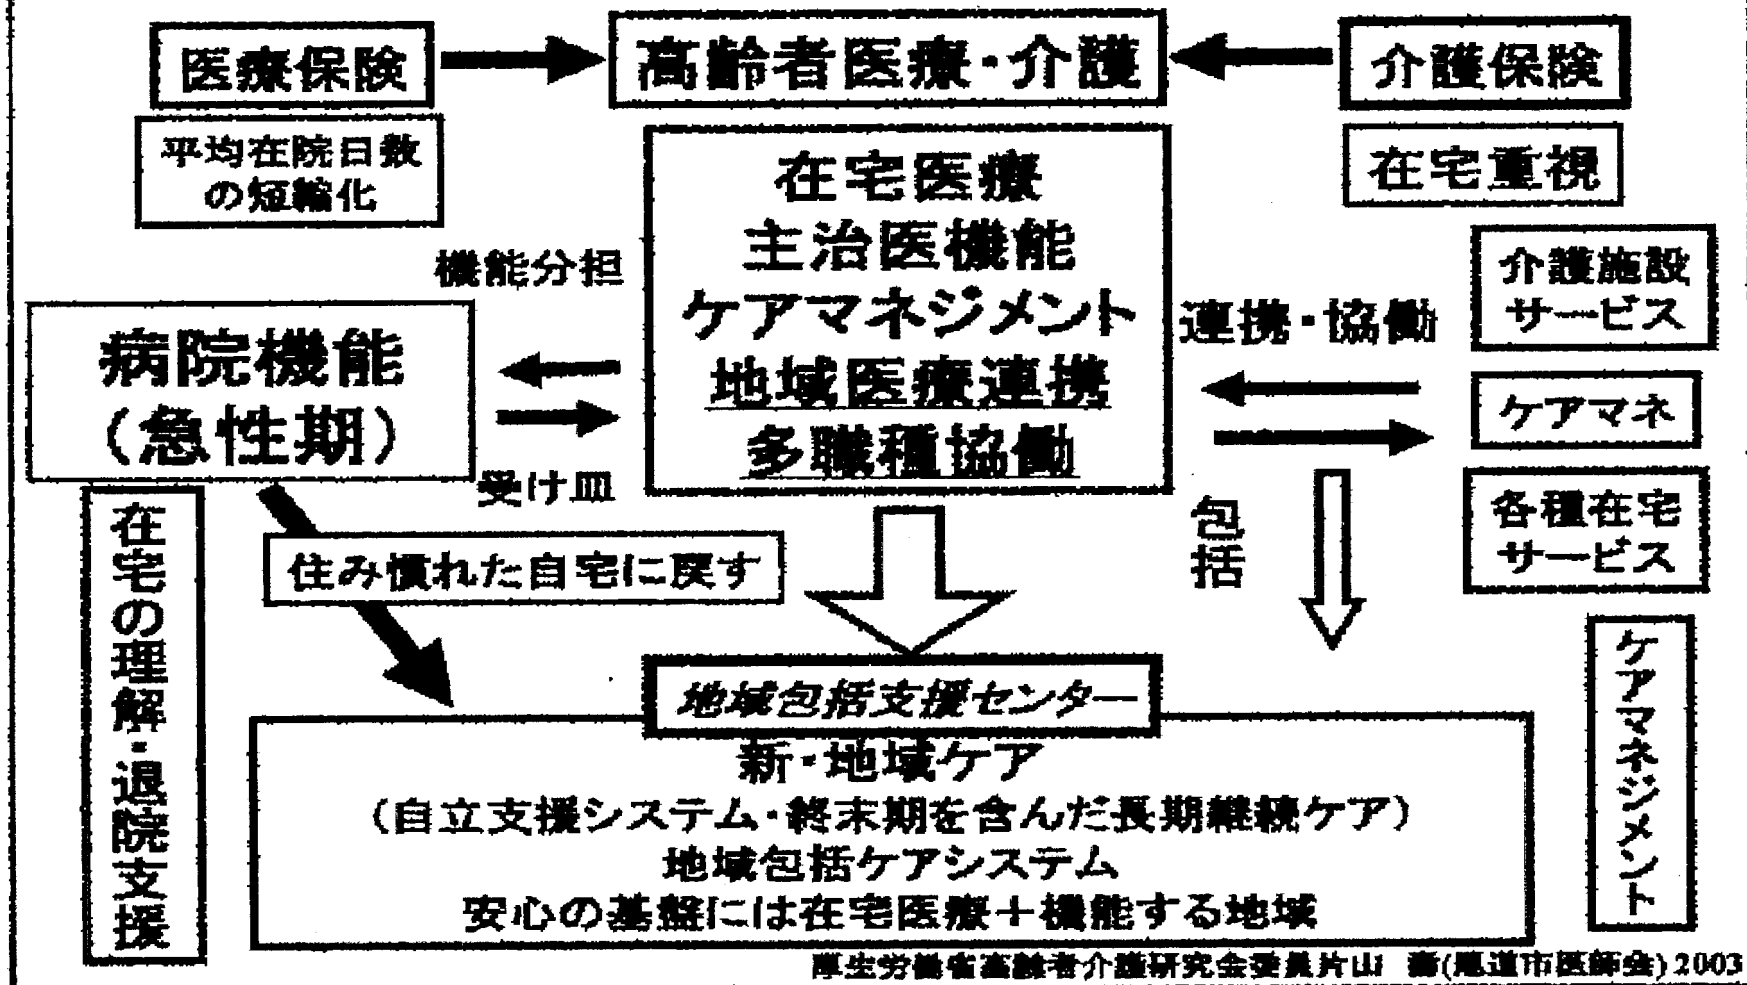 医療保険
高齢者医療・介護
介護保険
平均在院日数
の短縮化
在宅医療
主治医機能
ケアマネジメント
地域医療連携
多職種協働
在宅重視
機能分担
連携・協働
介護施設
サービス
病院機能
（急性期）
ケアマネ
受け皿
包括
各種在宅
サービス
在宅の理解・退院支援
住み慣れた自宅に戻す
ケアマネジメント
地域包括支援センター
新・地域ケア
（自立支援システム・終末期を含んだ長期継続ケア）
地域包括ケアシステム
安心の基盤には在宅医療＋機能する地域
厚生労働省高齢者介護研究会委員片山 壽(尾道市医師会)2003